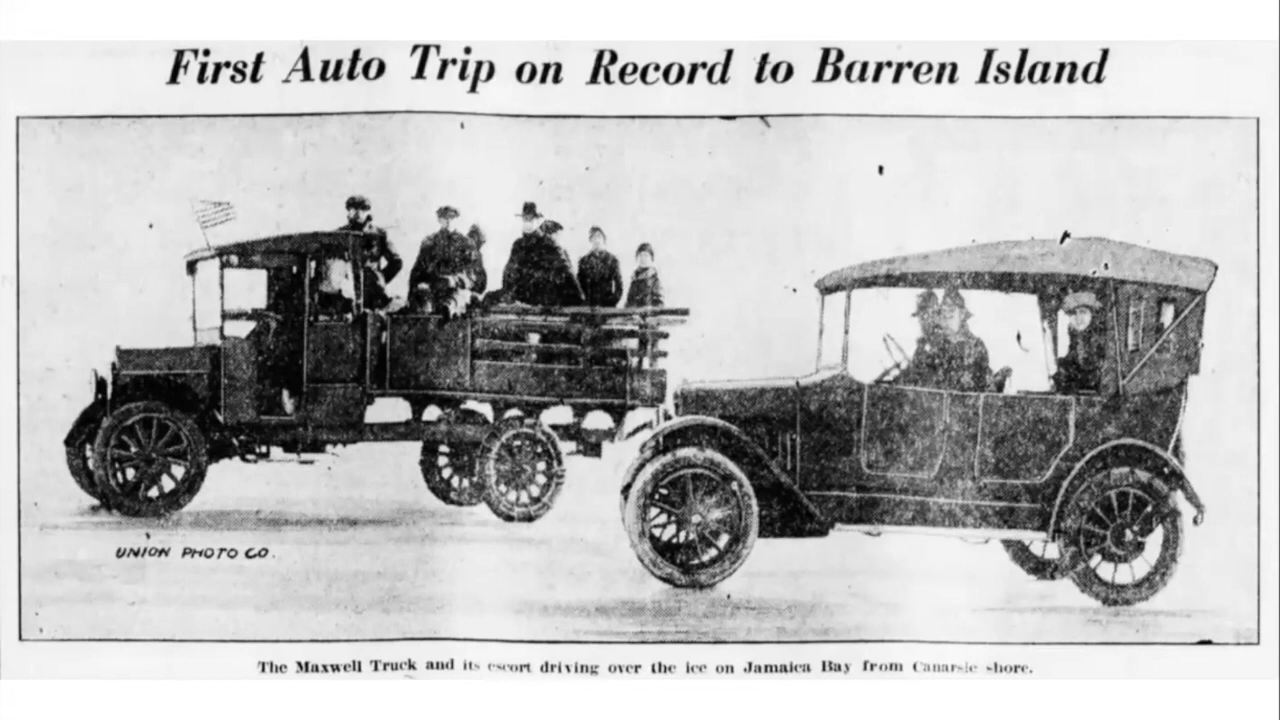 First Auto Trip on Record to Barren Island
UNION PHOTO CO.
The Maxwell Truck and its escort driving over the ice on Jamaica Bay from Canarsie shore.